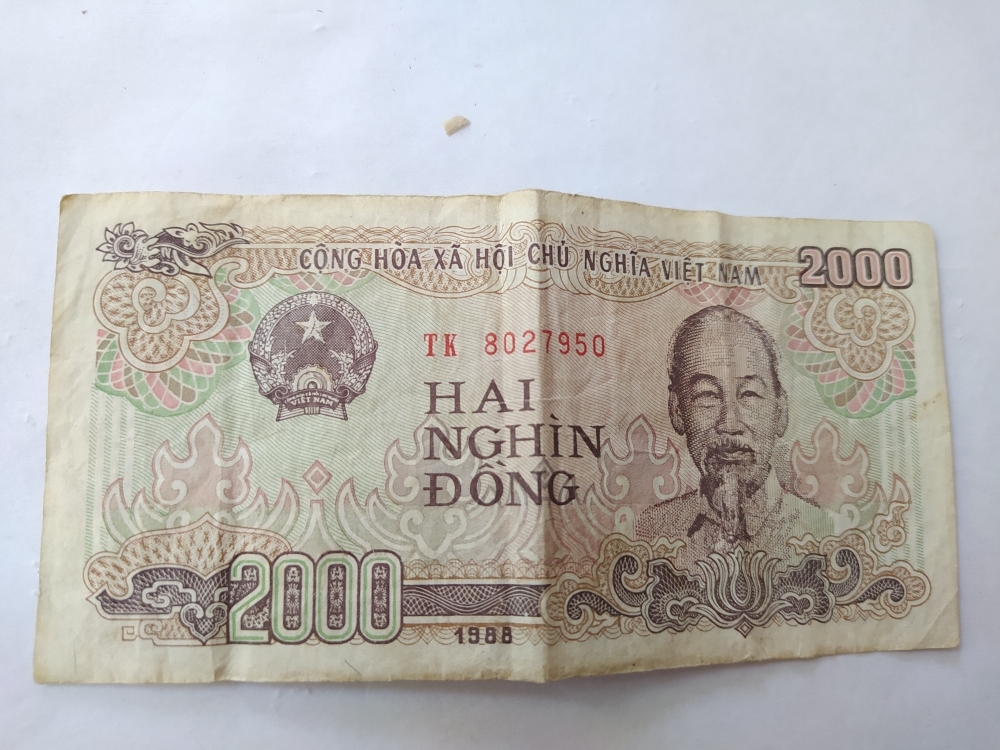 CỘNG HÒA XÃ HỘI CHỦ NGHĨA VIỆT NAM
2000
TK 8027950
VIỆT NAM
HAI
NGHÌN
ĐỒNG
2000
1988